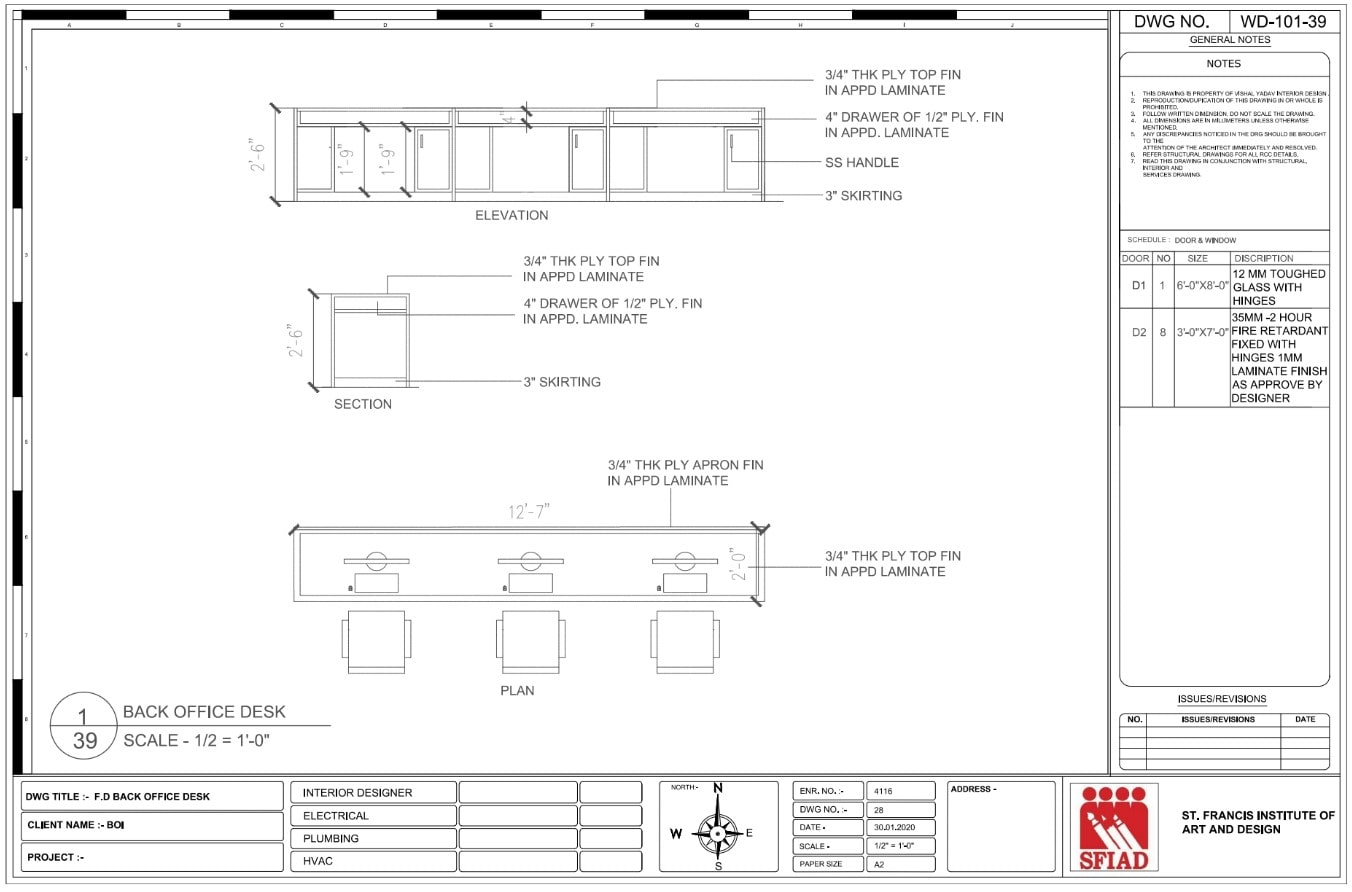 A B C D E F G H I J
1
2
3
4
5
6
7
8
3/4" THK PLY TOP FIN
IN APPD LAMINATE
4" DRAWER OF 1/2" PLY. FIN
IN APPD. LAMINATE
SS HANDLE
3" SKIRTING
2'-6"
1'-9"
1'-9"
4"
ELEVATION
3/4" THK PLY TOP FIN
IN APPD LAMINATE
4" DRAWER OF 1/2" PLY. FIN
IN APPD. LAMINATE
2'-6"
3" SKIRTING
SECTION
3/4" THK PLY APRON FIN
IN APPD LAMINATE
12'-7"
2'-0"
3/4" THK PLY TOP FIN
IN APPD LAMINATE
PLAN
1
39
BACK OFFICE DESK
SCALE - 1/2 = 1'-0"
DWG NO. WD-101-39
GENERAL NOTES
NOTES
1. THIS DRAWING IS PROPERTY OF VISHAL YADAV INTERIOR DESIGN.
2. REPRODUCTION/DUPICATION OF THIS DRAWING IN OR WHOLE IS
PROHIBITED.
3. FOLLOW WRITTEN DIMENSION, DO NOT SCALE THE DRAWING.
4. ALL DIMENSIONS ARE IN MILLIMETERS UNLESS OTHERWISE
MENTIONED.
5. ANY DISCREPANCIES NOTICED IN THE DRG SHOULD BE BROUGHT
TO THE
ATTENTION OF THE ARCHITECT IMMEDIATELY AND RESOLVED.
6. REFER STRUCTURAL DRAWINGS FOR ALL RCC DETAILS.
7. READ THIS DRAWING IN CONJUNCTION WITH STRUCTURAL,
INTERIOR AND
SERVICES DRAWING.
SCHEDULE : DOOR & WINDOW
DOOR NO SIZE DISCRIPTION
D1 1 6'-0"X8'-0" 12 MM TOUGHED
GLASS WITH
HINGES
D2 8 3'-0"X7'-0" 35MM -2 HOUR
FIRE RETARDANT
FIXED WITH
HINGES 1MM
LAMINATE FINISH
AS APPROVE BY
DESIGNER
ISSUES/REVISIONS
NO. ISSUES/REVISIONS DATE
DWG TITLE :- F.D BACK OFFICE DESK
CLIENT NAME :- BOI
PROJECT :-
INTERIOR DESIGNER
ELECTRICAL
PLUMBING
HVAC
NORTH:-
N
W E
S
ENR. NO. :- 4116
DWG NO. :- 28
DATE - 30.01.2020
SCALE - 1/2" = 1'-0"
PAPER SIZE A2
ADDRESS -
SFIAD
ST. FRANCIS INSTITUTE OF
ART AND DESIGN